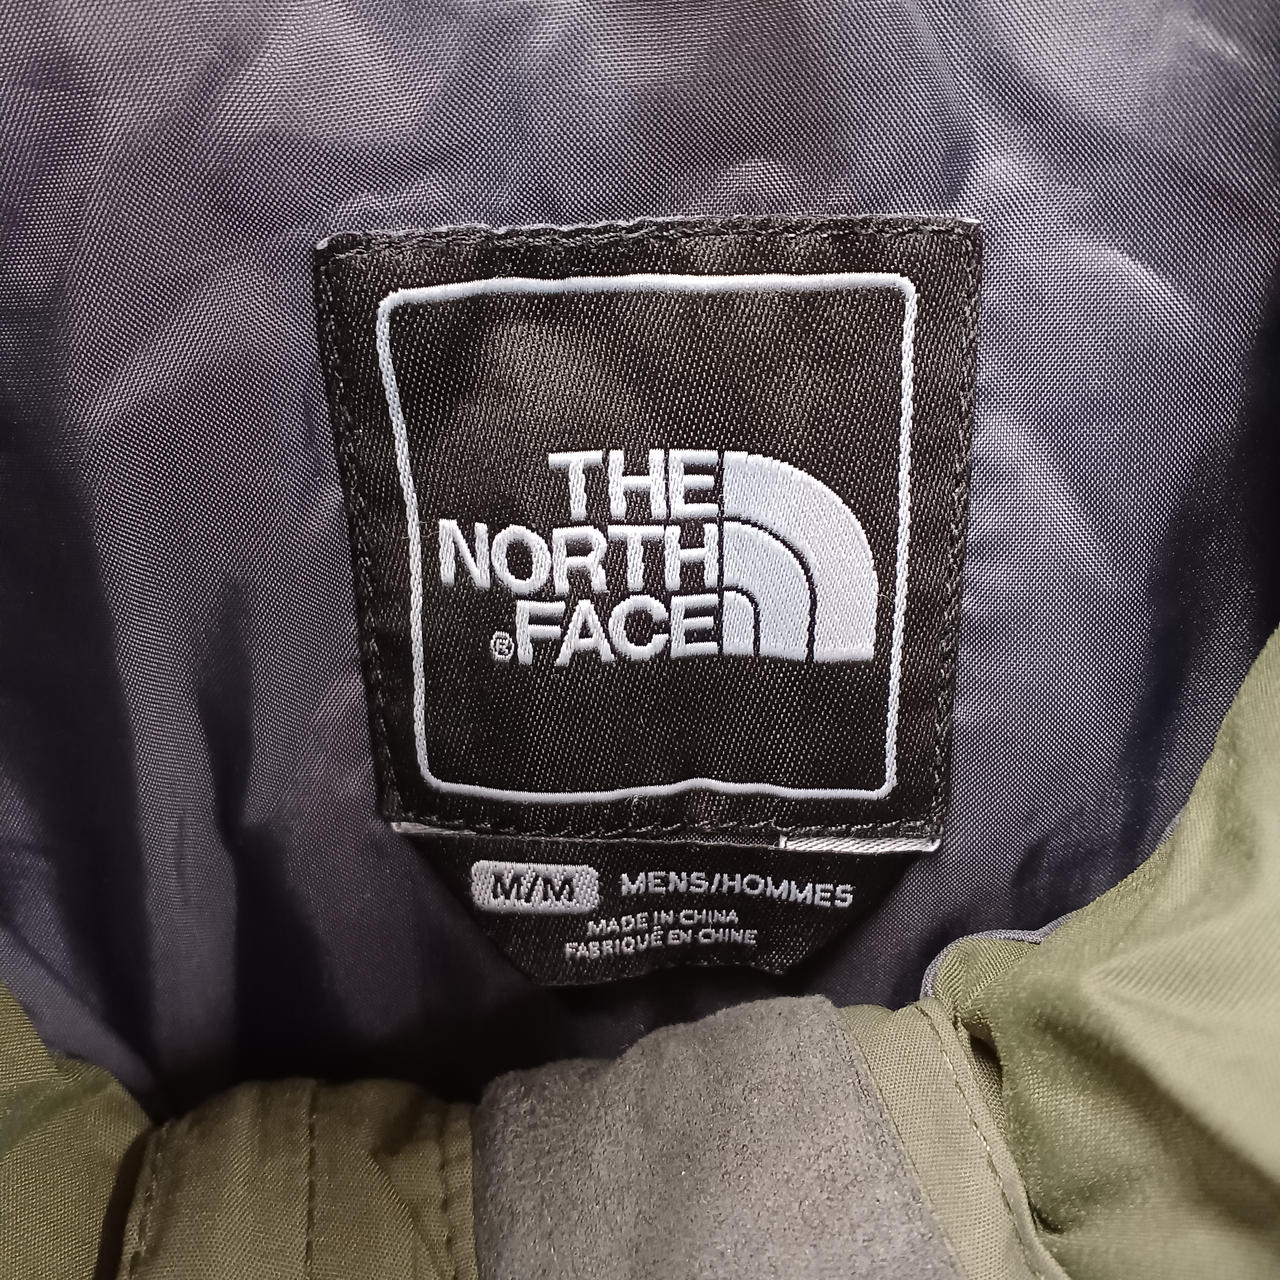 THE
NORTH
®FACE
M/M MENS/HOMMES
MADE IN CHINA
FABRIQUÉ EN CHINE